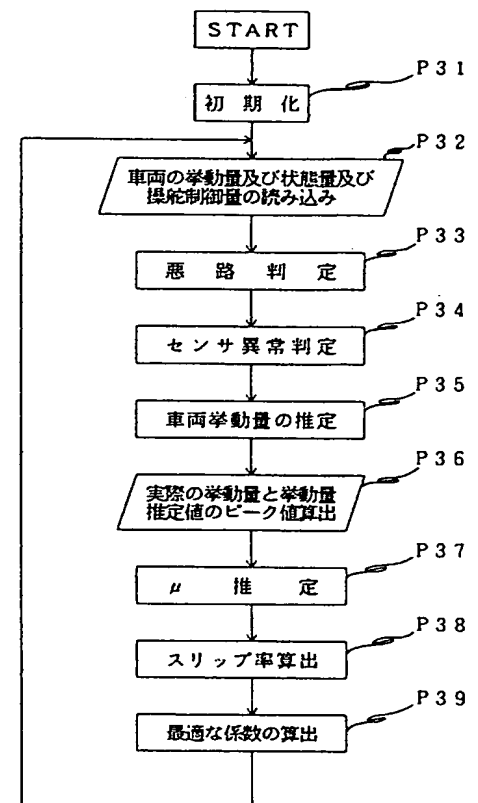 START
P31
初期化
P32
車両の挙動量及び状態量及び
操舵制御量の読み込み
P33
悪路判定
P34
センサ異常判定
P35
車両挙動量の推定
P36
実際の挙動量と挙動量
推定値のピーク値算出
P37
μ推定
P38
スリップ率算出
P39
最適な係数の算出